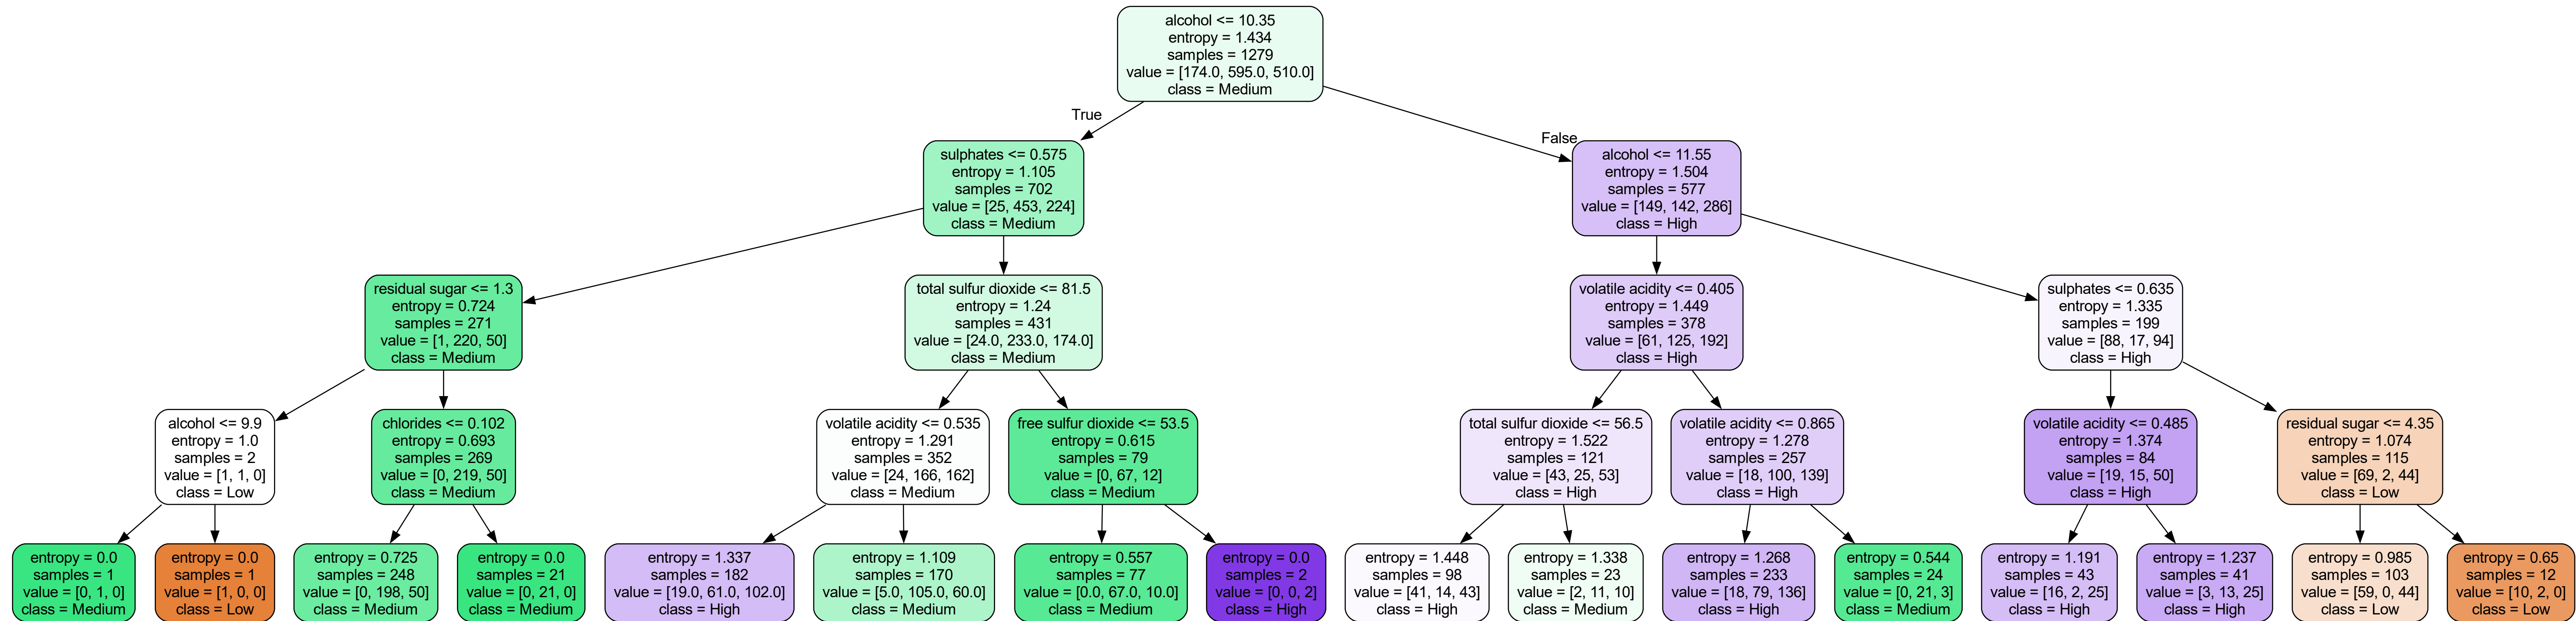 alcohol <= 10.35
entropy = 1.434
samples = 1279
value = [174.0, 595.0, 510.0]
class = Medium
True
False
sulphates <= 0.575
entropy = 1.105
samples = 702
value = [25, 453, 224]
class = Medium
alcohol <= 11.55
entropy = 1.504
samples = 577
value = [149, 142, 286]
class = High
residual sugar <= 1.3
entropy = 0.724
samples = 271
value = [1, 220, 50]
class = Medium
total sulfur dioxide <= 81.5
entropy = 1.24
samples = 431
value = [24.0, 233.0, 174.0]
class = Medium
volatile acidity <= 0.405
entropy = 1.449
samples = 378
value = [61, 125, 192]
class = High
sulphates <= 0.635
entropy = 1.335
samples = 199
value = [88, 17, 94]
class = High
alcohol <= 9.9
entropy = 1.0
samples = 2
value = [1, 1, 0]
class = Low
chlorides <= 0.102
entropy = 0.693
samples = 269
value = [0, 219, 50]
class = Medium
volatile acidity <= 0.535
entropy = 1.291
samples = 352
value = [24, 166, 162]
class = Medium
free sulfur dioxide <= 53.5
entropy = 0.615
samples = 79
value = [0, 67, 12]
class = Medium
total sulfur dioxide <= 56.5
entropy = 1.522
samples = 121
value = [43, 25, 53]
class = High
volatile acidity <= 0.865
entropy = 1.278
samples = 257
value = [18, 100, 139]
class = High
volatile acidity <= 0.485
entropy = 1.374
samples = 84
value = [19, 15, 50]
class = High
residual sugar <= 4.35
entropy = 1.074
samples = 115
value = [69, 2, 44]
class = Low
entropy = 0.0
samples = 1
value = [0, 1, 0]
class = Medium
entropy = 0.0
samples = 1
value = [1, 0, 0]
class = Low
entropy = 0.725
samples = 248
value = [0, 198, 50]
class = Medium
entropy = 0.0
samples = 21
value = [0, 21, 0]
class = Medium
entropy = 1.337
samples = 182
value = [19.0, 61.0, 102.0]
class = High
entropy = 1.109
samples = 170
value = [5.0, 105.0, 60.0]
class = Medium
entropy = 0.557
samples = 77
value = [0.0, 67.0, 10.0]
class = Medium
entropy = 0.0
samples = 2
value = [0, 0, 2]
class = High
entropy = 1.448
samples = 98
value = [41, 14, 43]
class = High
entropy = 1.338
samples = 23
value = [2, 11, 10]
class = Medium
entropy = 1.268
samples = 233
value = [18, 79, 136]
class = High
entropy = 0.544
samples = 24
value = [0, 21, 3]
class = Medium
entropy = 1.191
samples = 43
value = [16, 2, 25]
class = High
entropy = 1.237
samples = 41
value = [3, 13, 25]
class = High
entropy = 0.985
samples = 103
value = [59, 0, 44]
class = Low
entropy = 0.65
samples = 12
value = [10, 2, 0]
class = Low